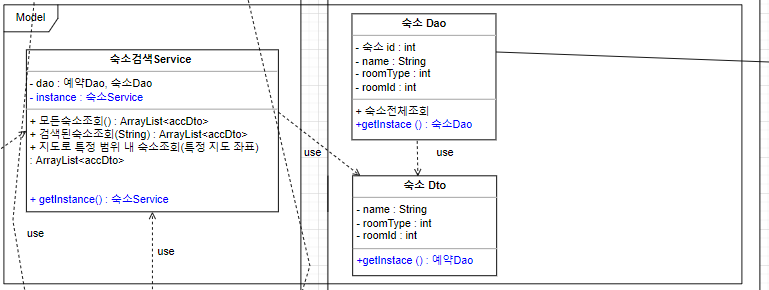 Model
숙소검색Service
- dao : 예약Dao, 숙소Dao
- instance : 숙소Service
+ 모든숙소조회() : ArrayList<accDto>
+ 검색된숙소조회(String) : ArrayList<accDto>
+ 지도로 특정 범위 내 숙소조회(특정 지도 좌표)
: ArrayList<accDto>
+ getInstance() : 숙소Service
use
use
use
숙소 Dao
- 숙소 id : int
- name : String
- roomType : int
- roomId : int
+ 숙소전체조회
+getInstace () : 숙소Dao
use
숙소 Dto
- name : String
- roomType : int
- roomId : int
+getInstace () : 예약Dao